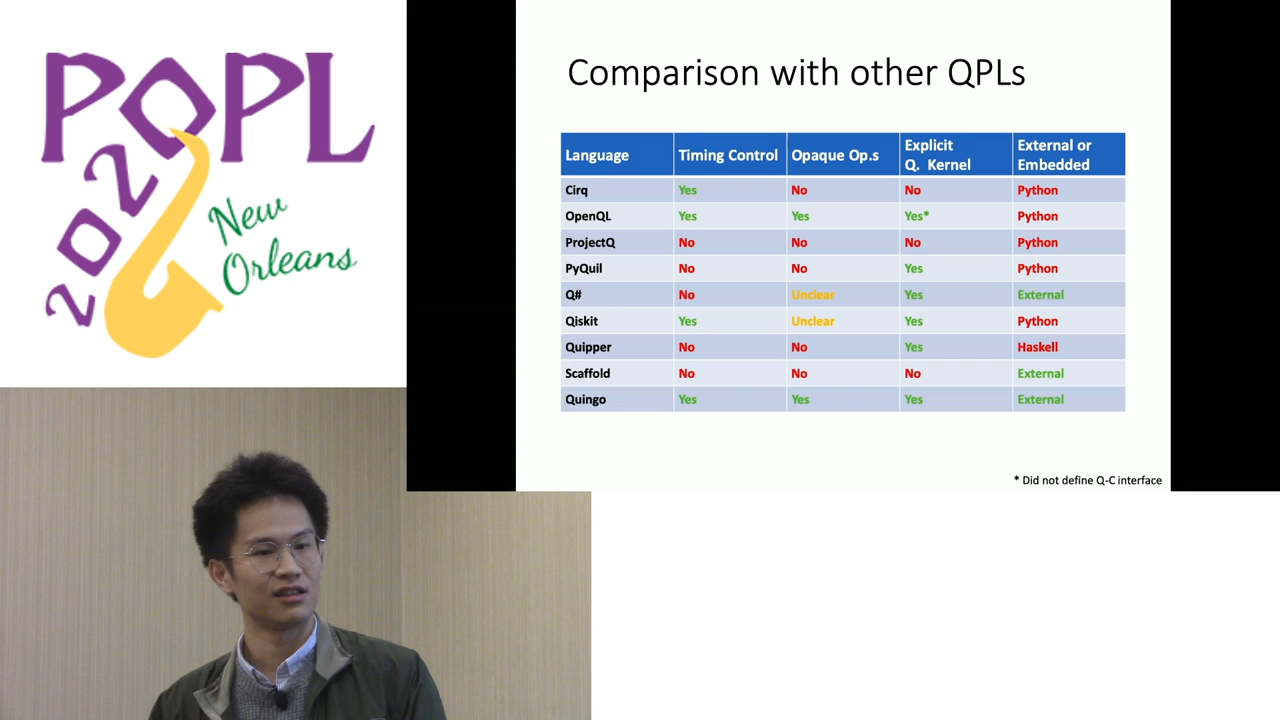 POPL
2020
New
Orleans
Comparison with other QPLs
Language Timing Control Opaque Op.s Explicit Q. Kernel External or Embedded
Cirq Yes No No Python
OpenQL Yes Yes Yes* Python
ProjectQ No No No Python
PyQuil No No Yes Python
Q# No Unclear Yes External
Qiskit Yes Unclear Yes Python
Quipper No No Yes Haskell
Scaffold No No No External
Quingo Yes Yes Yes External
* Did not define Q-C interface